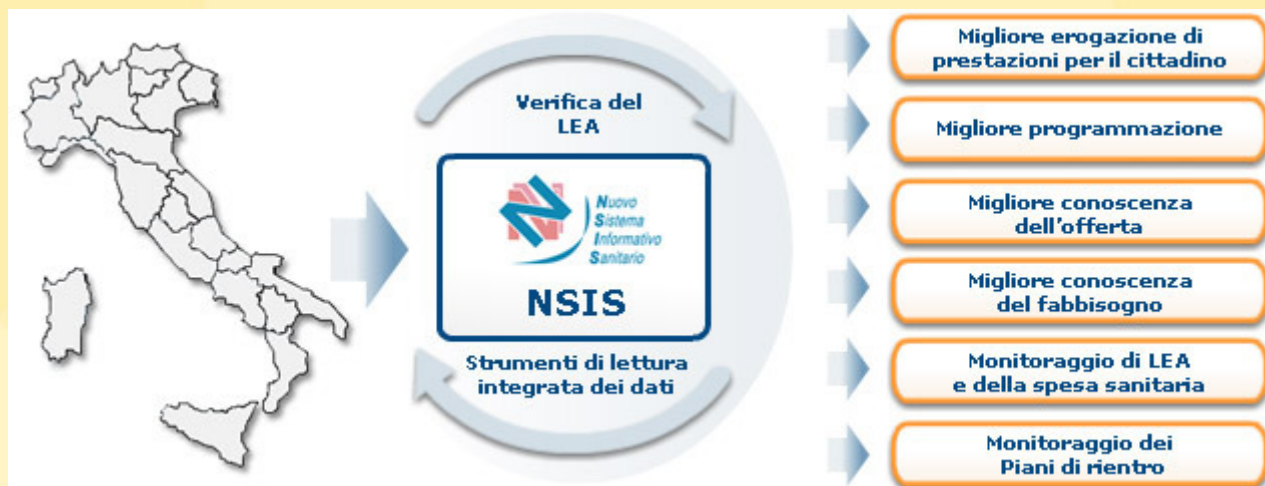 Verifica del
LEA
Nuovo
Sistema
Informativo
Sanitario
NSIS
Strumenti di lettura
integrata dei dati
Migliore erogazione di
prestazioni per il cittadino
Migliore programmazione
Migliore conoscenza
dell'offerta
Migliore conoscenza
del fabbisogno
Monitoraggio di LEA
e della spesa sanitaria
Monitoraggio dei
Piani di rientro